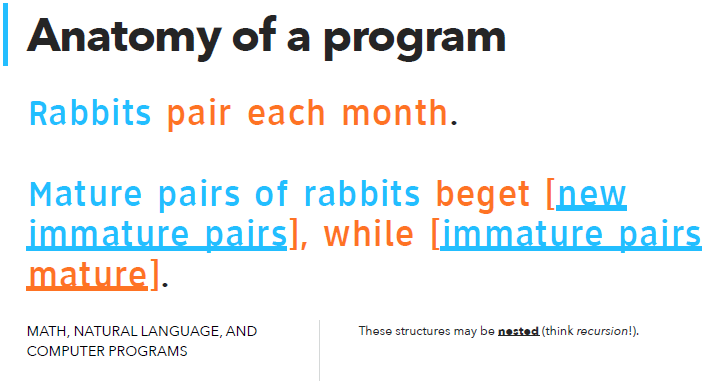 Anatomy of a program
Rabbits pair each month.
Mature pairs of rabbits beget [new
immature pairs], while [immature pairs
mature].
MATH, NATURAL LANGUAGE, AND
COMPUTER PROGRAMS
These structures may be nested (think recursion!).